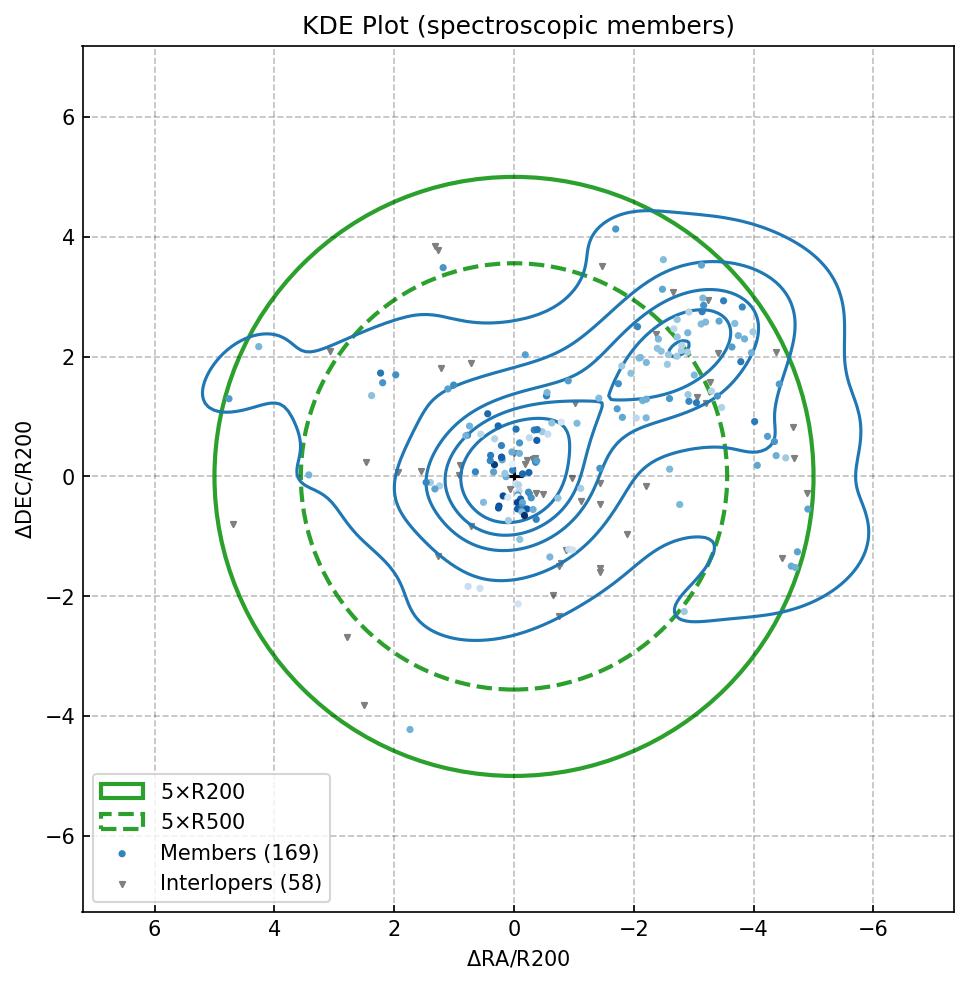 KDE Plot (spectroscopic members)
ΔDEC/R200
6
4
2
0
−2
−4
−6
5×R200
5×R500
Members (169)
Interlopers (58)
6 4 2 0 −2 −4 −6
ΔRA/R200